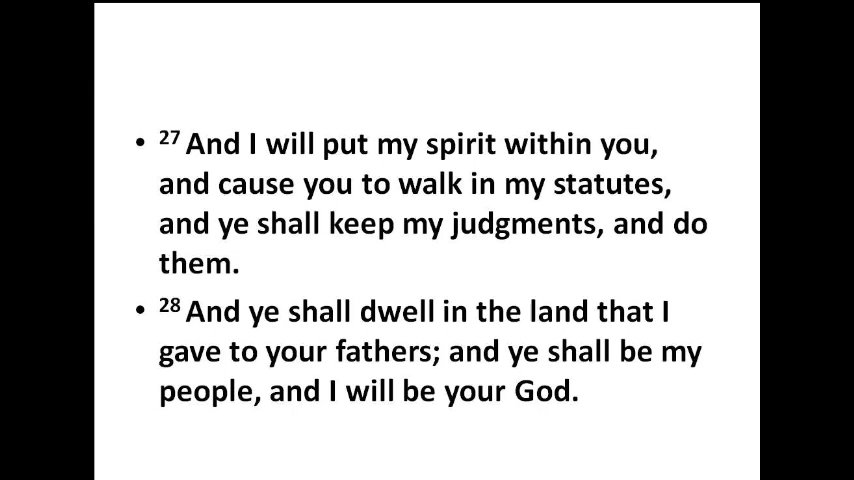 • 27 And I will put my spirit within you,
and cause you to walk in my statutes,
and ye shall keep my judgments, and do
them.
• 28 And ye shall dwell in the land that I
gave to your fathers; and ye shall be my
people, and I will be your God.